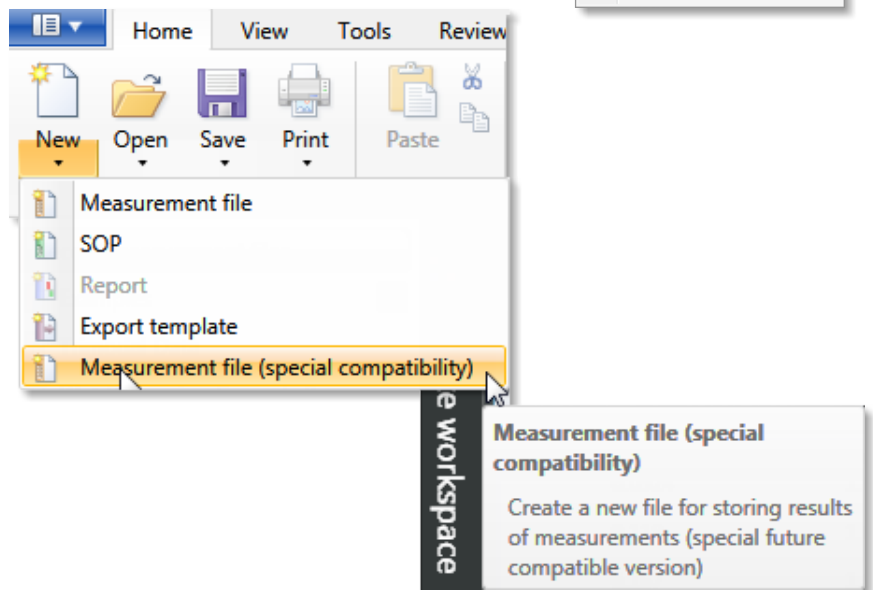 Home View Tools Review
New Open Save Print Paste
Measurement file
SOP
Report
Export template
Measurement file (special compatibility)
e workspace
Measurement file (special
compatibility)
Create a new file for storing results
of measurements (special future
compatible version)